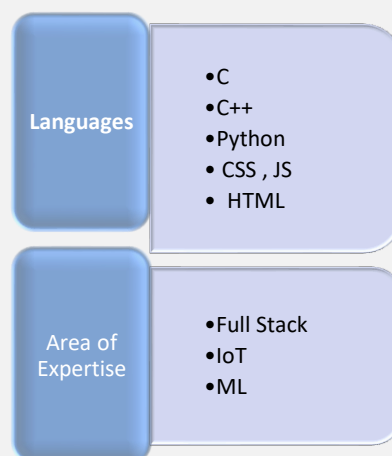 Languages
•C
•C++
•Python
• CSS , JS
• HTML
Area of
Expertise
•Full Stack
•IoT
•ML